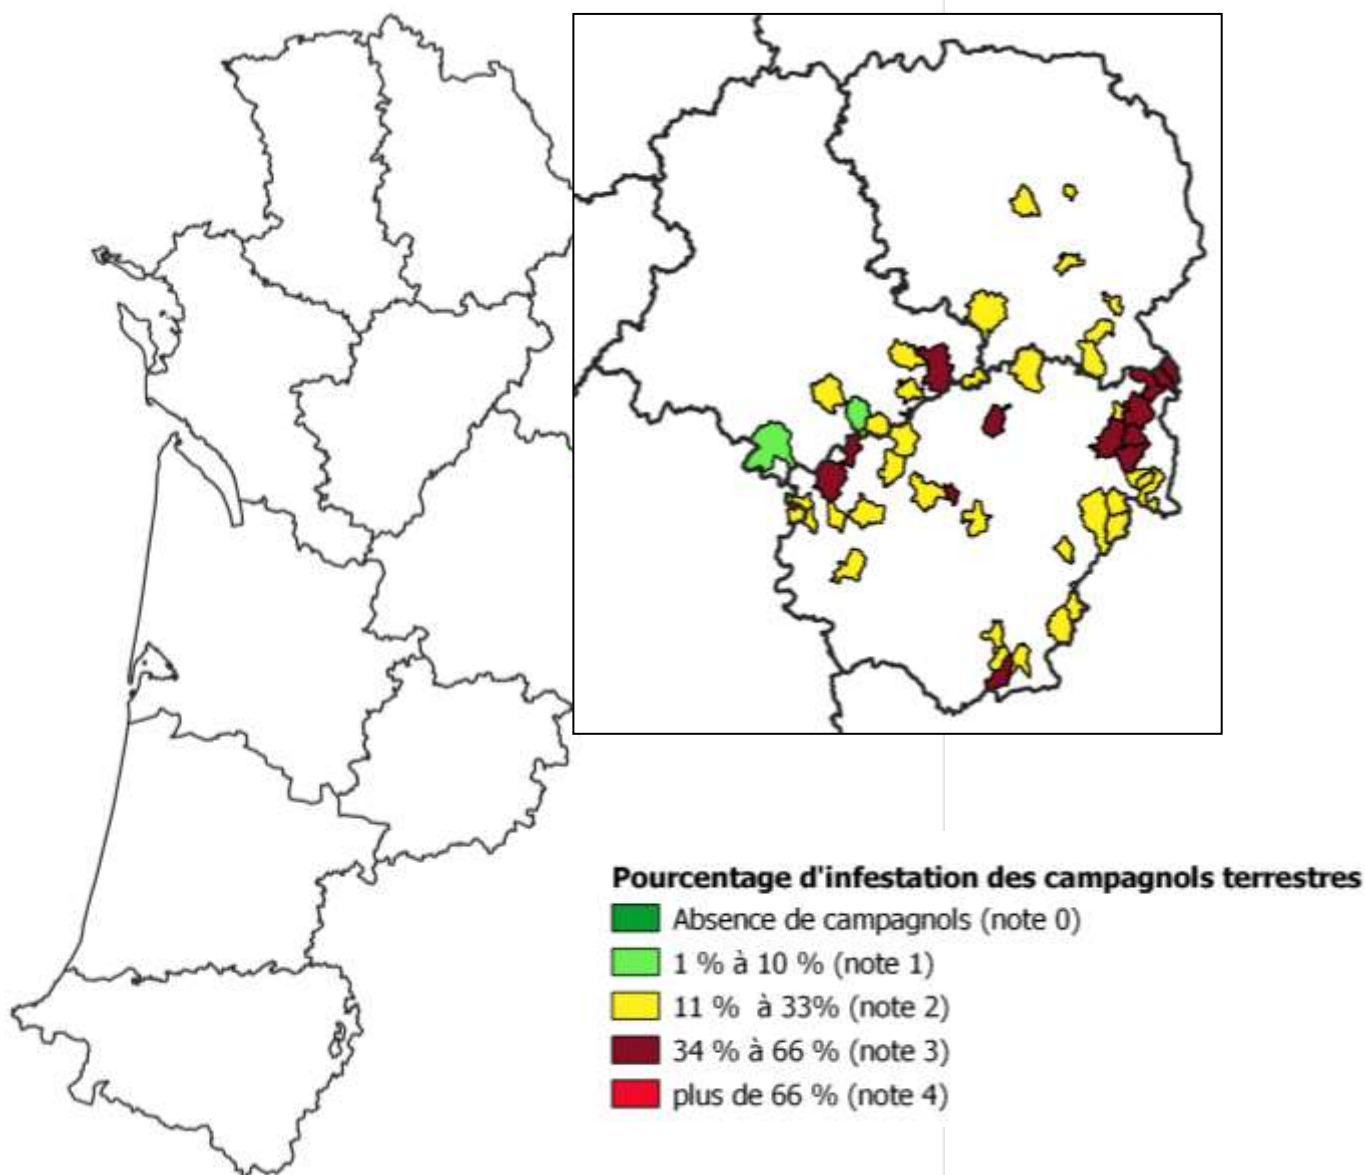 Pourcentage d'infestation des campagnols terrestres
Absence de campagnols (note 0)
1 % à 10 % (note 1)
11 %  à 33% (note 2)
34 % à 66 % (note 3)
plus de 66 % (note 4)